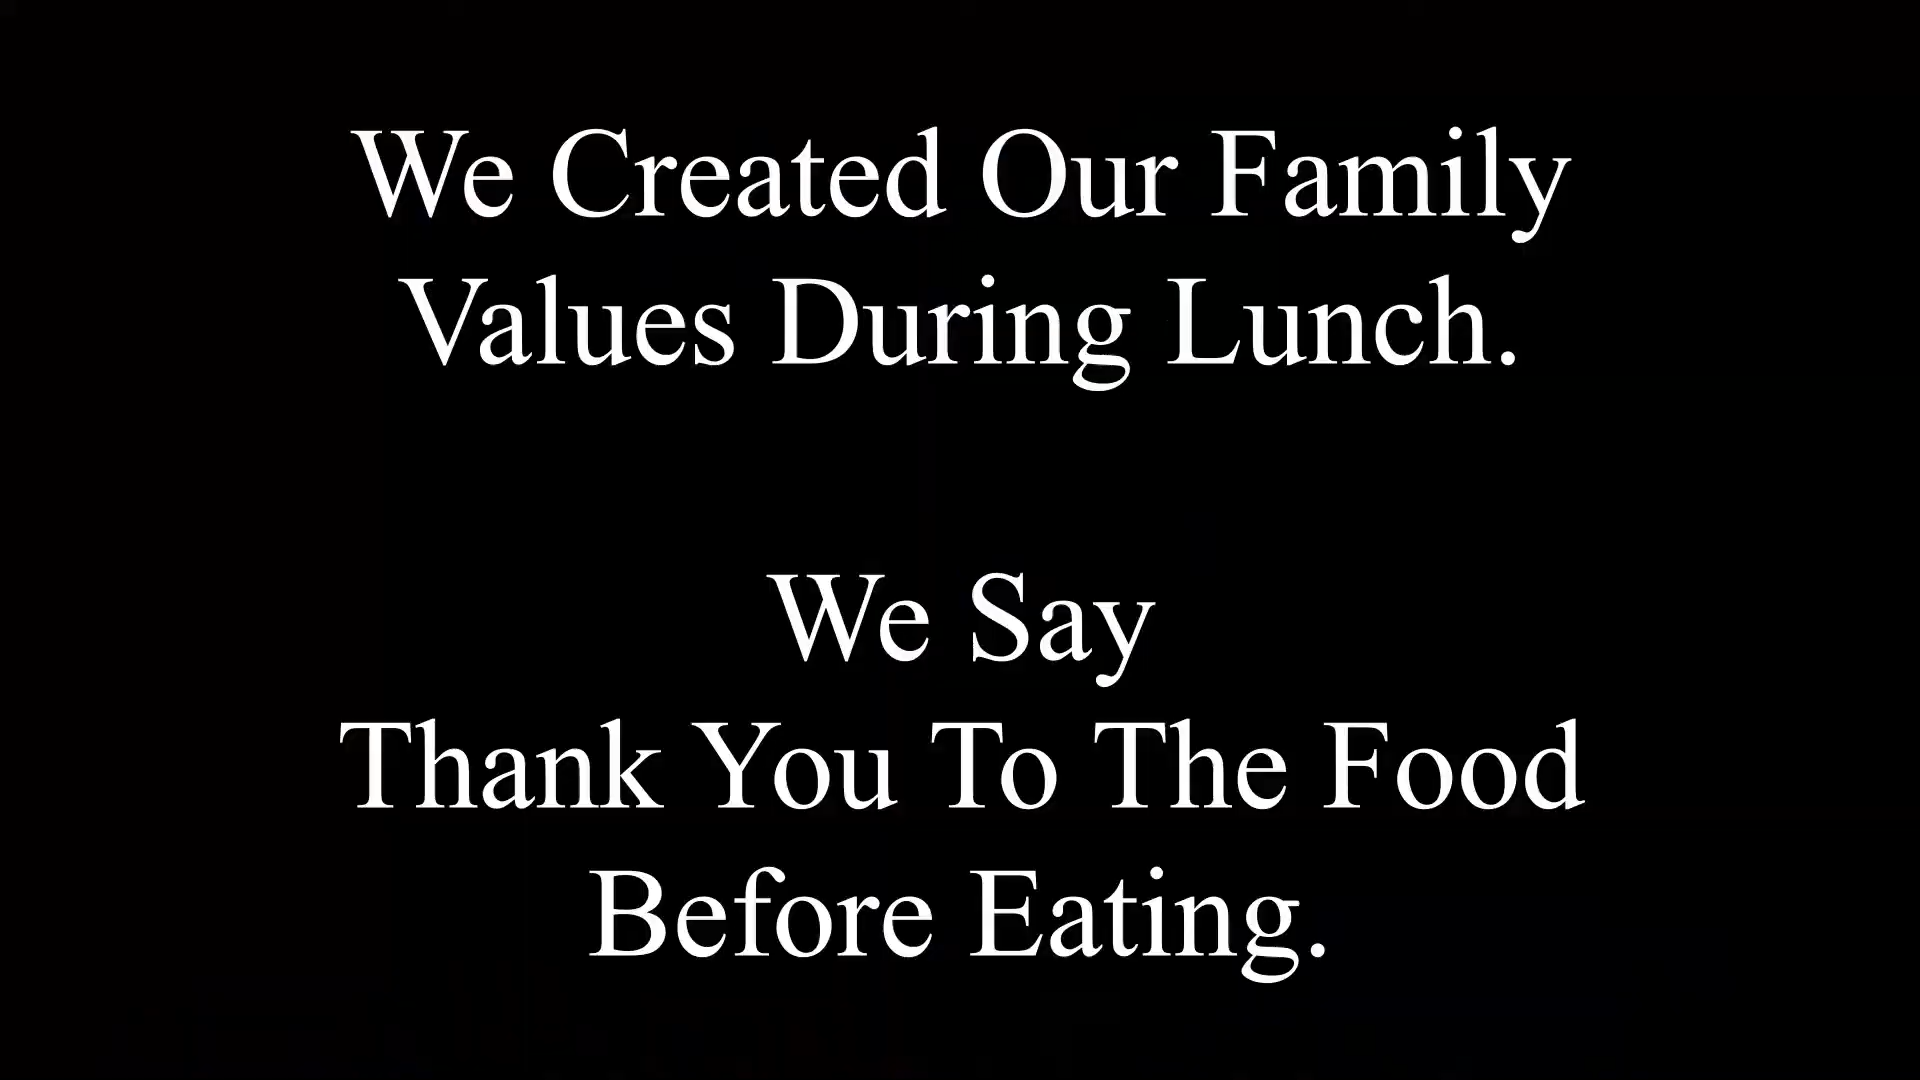 We Created Our Family
Values During Lunch.
We Say
Thank You To The Food
Before Eating.